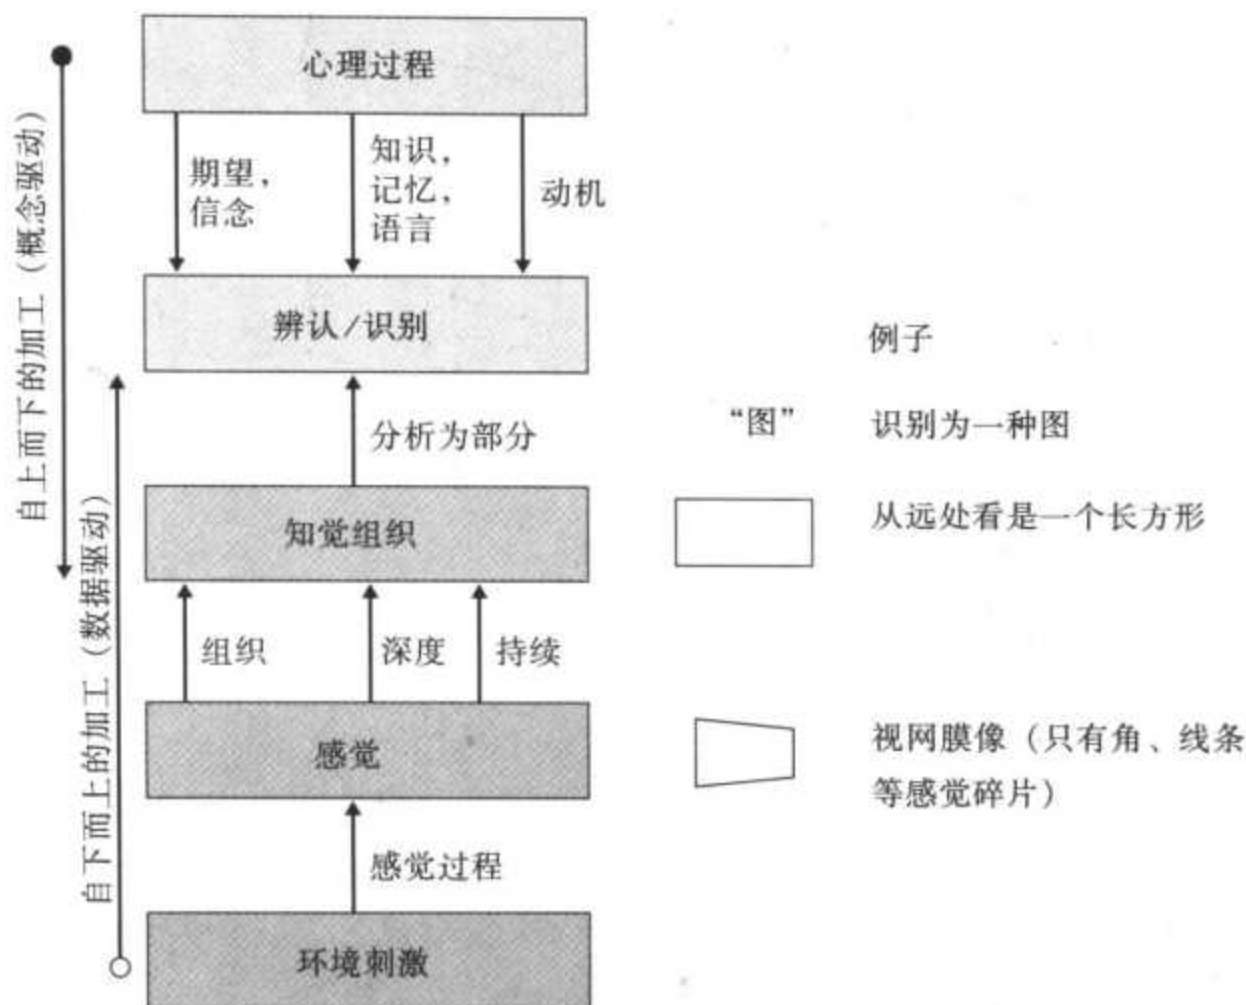 心理过程
期望，
信念
知识，
记忆，
语言
动机
辨认/识别
分析为部分
知觉组织
组织
深度
持续
感觉
感觉过程
环境刺激
自上而下的加工（概念驱动）
自下而上的加工（数据驱动）
例子
“图” 识别为一种图
从远处看是一个长方形
视网膜像（只有角、线条
等感觉碎片）